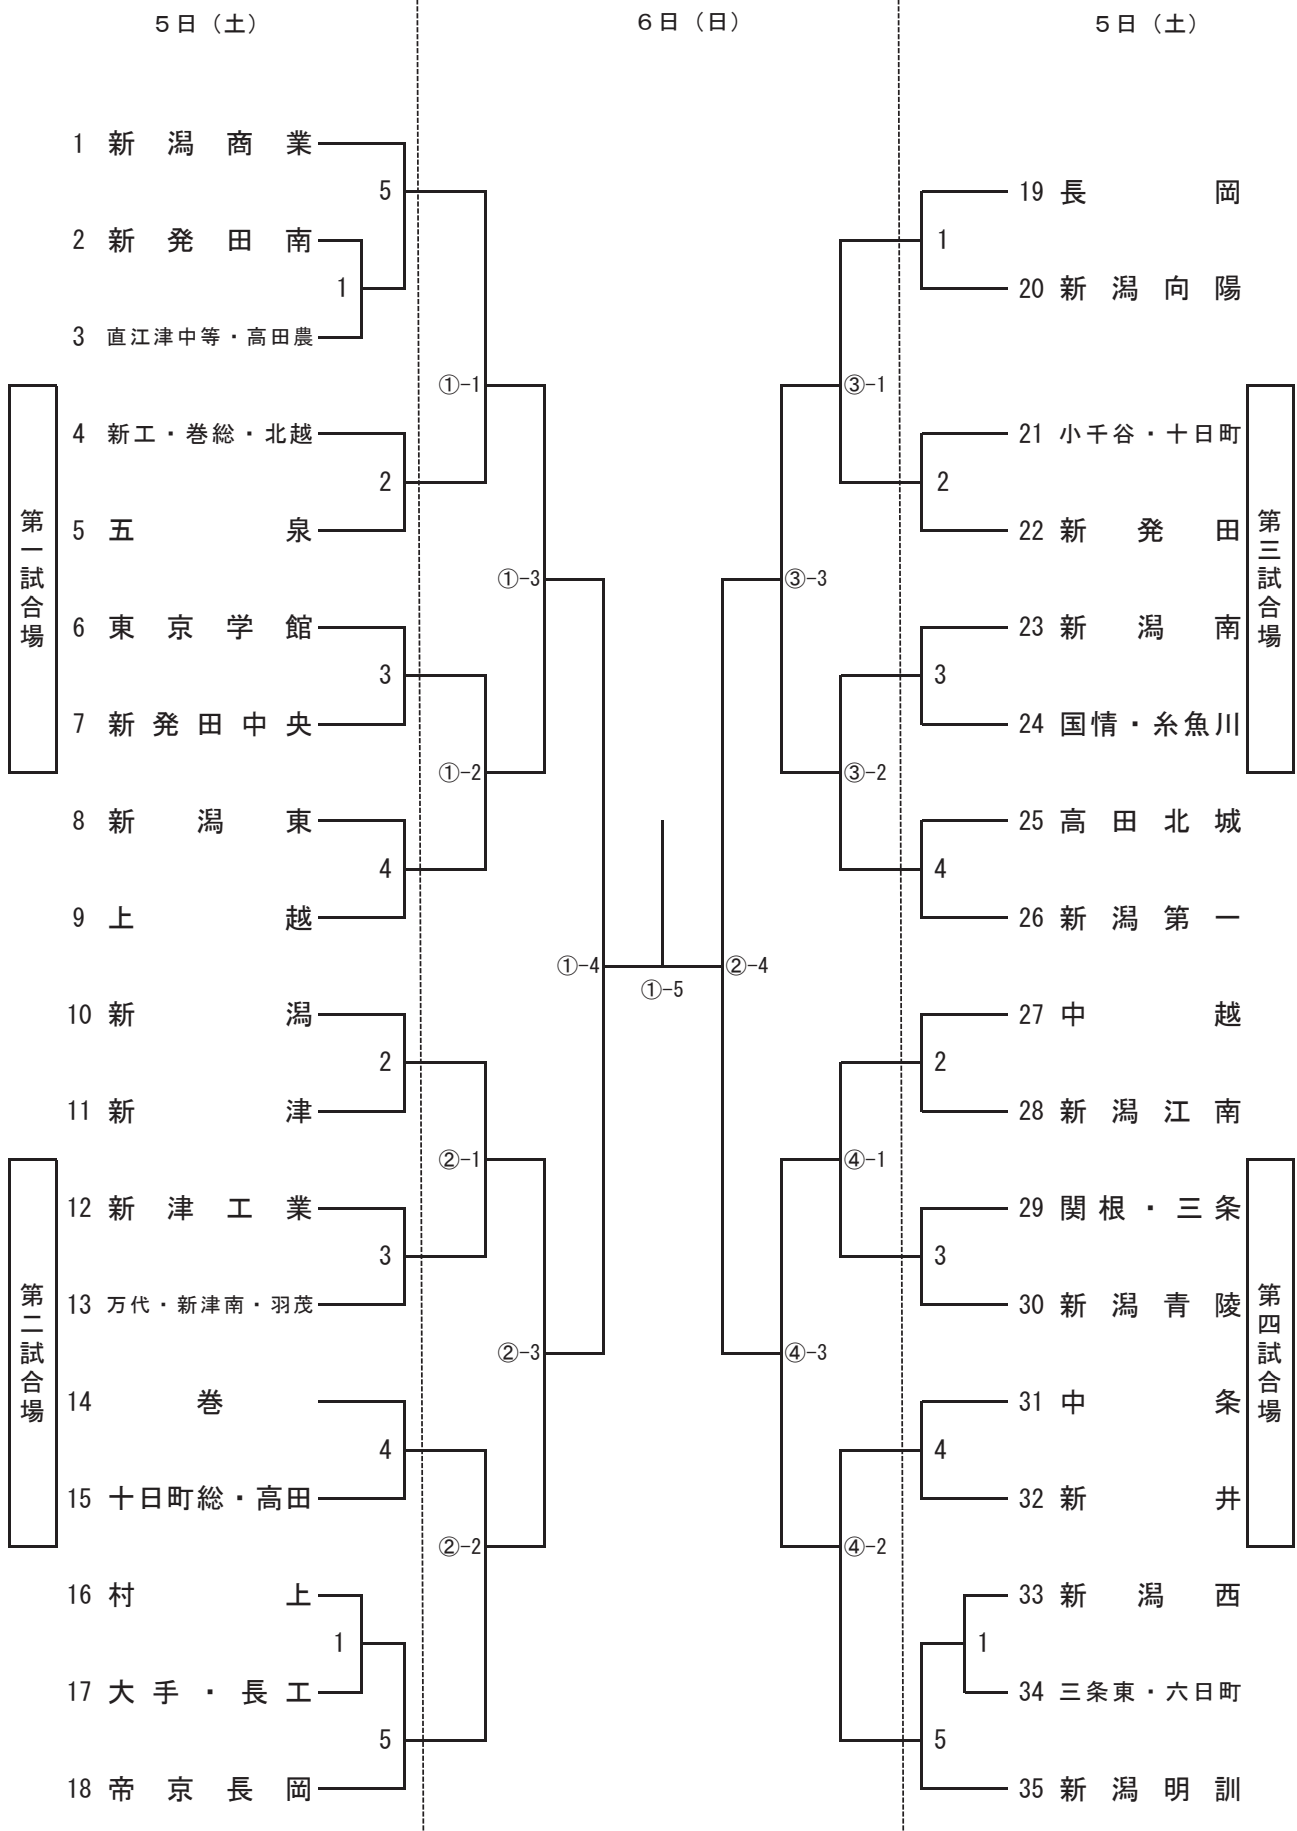 5日（土）
6日（日）
5日（土）
1 新潟商業
2 新発田南
3 直江津中等・高田農
4 新工・巻総・北越
5 五泉
6 東京学館
7 新発田中央
8 新潟東
9 上越
10 新潟
11 新津
12 新津工業
13 万代・新津南・羽茂
14 巻
15 十日町総・高田
16 村上
17 大手・長工
18 帝京長岡
第一試合場
第二試合場
5
1
2
3
4
2
3
4
1
5
①-1
①-2
②-1
②-2
①-3
②-3
①-4
①-5
②-4
③-3
④-3
③-1
③-2
④-1
④-2
1
2
3
4
2
3
4
1
5
19 長岡
20 新潟向陽
21 小千谷・十日町
22 新発田
23 新潟南
24 国情・糸魚川
25 高田北城
26 新潟第一
27 中越
28 新潟江南
29 関根・三条
30 新潟青陵
31 中条
32 新井
33 新潟西
34 三条東・六日町
35 新潟明訓
第三試合場
第四試合場